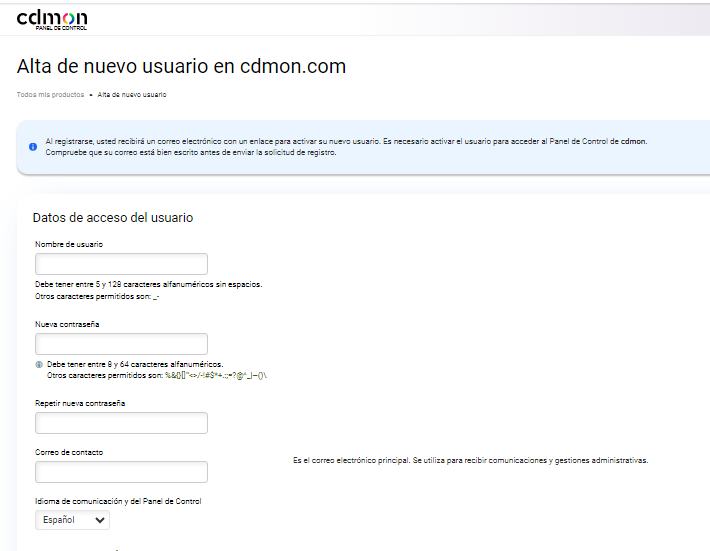 cdmon
PANEL DE CONTROL
Alta de nuevo usuario en cdmon.com
Todos mis productos • Alta de nuevo usuario
Al registrarse, usted recibirá un correo electrónico con un enlace para activar su nuevo usuario. Es necesario activar el usuario para acceder al Panel de Control de cdmon.
Compruebe que su correo está bien escrito antes de enviar la solicitud de registro.
Datos de acceso del usuario
Nombre de usuario
Debe tener entre 5 y 128 caracteres alfanuméricos sin espacios.
Otros caracteres permitidos son: _-
Nueva contraseña
Debe tener entre 8 y 64 caracteres alfanuméricos.
Otros caracteres permitidos son:
Repetir nueva contraseña
Correo de contacto
Es el correo electrónico principal. Se utiliza para recibir comunicaciones y gestiones administrativas.
Idioma de comunicación y del Panel de Control
Español